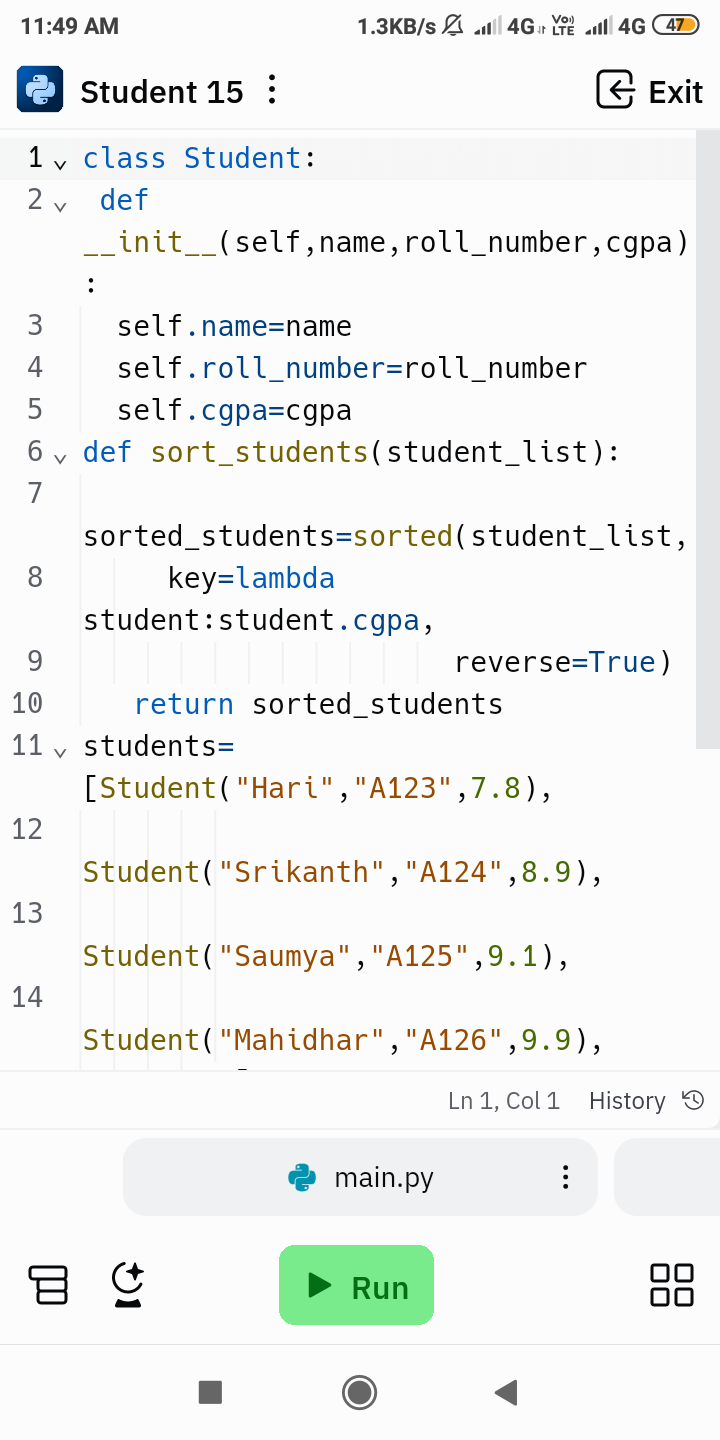 11:49 AM 1.3KB/s 4G Vo) LTE 4G 47
Student 15 Exit
1 class Student:
2 def
__init__(self,name,roll_number,cgpa)
:
3 self.name=name
4 self.roll_number=roll_number
5 self.cgpa=cgpa
6 def sort_students(student_list):
7
sorted_students=sorted(student_list,
8 key=lambda
student:student.cgpa,
9 reverse=True)
10 return sorted_students
11 students=
[Student("Hari","A123",7.8),
12
Student("Srikanth","A124",8.9),
13
Student("Saumya","A125",9.1),
14
Student("Mahidhar","A126",9.9),
Ln 1, Col 1 History
main.py
Run